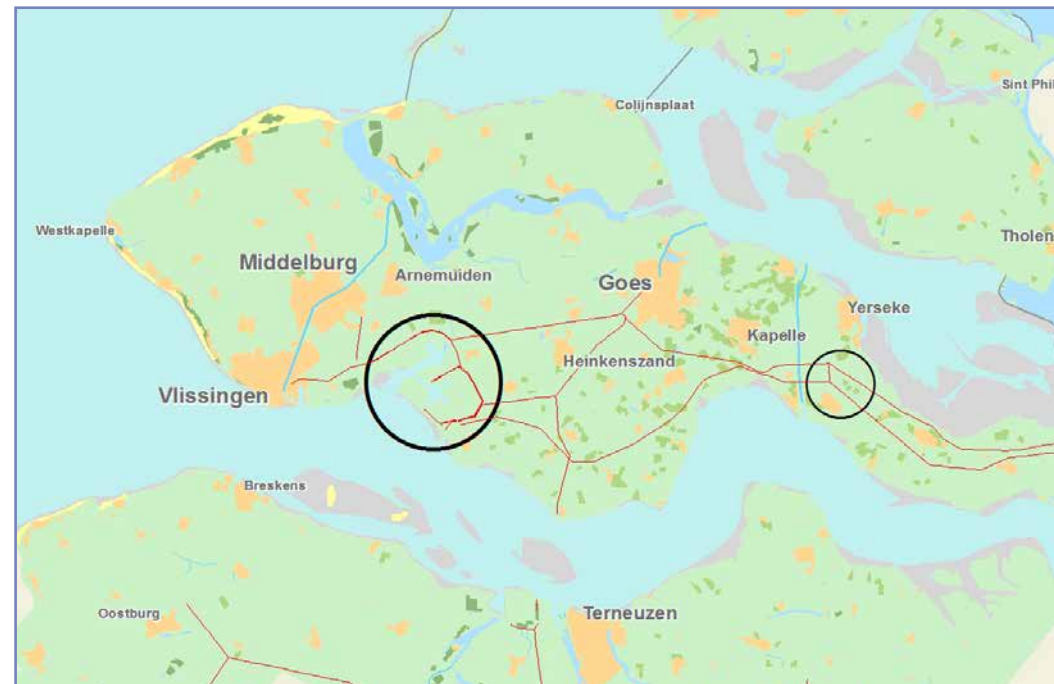 Colijnsplaat
Sint Phil
Westkapelle
Tholen
Middelburg
Arnemuiden
Goes
Yerseke
Kapelle
Heinkenszand
Vlissingen
Breskens
Oostburg
Terneuzen